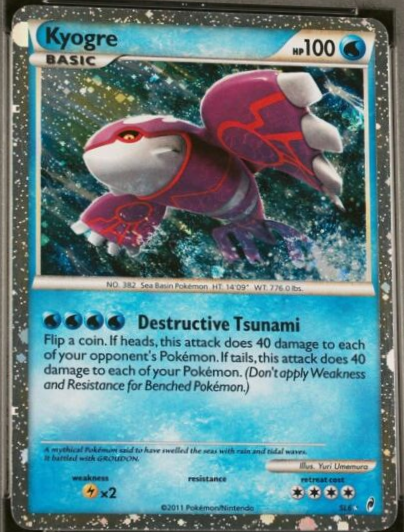 Kyogre
HP 100
BASIC
NO. 382 Sea Basin Pokémon HT: 14'09" WT: 776.0 lbs.
Destructive Tsunami
Flip a coin. If heads, this attack does 40 damage to each
of your opponent's Pokémon. If tails, this attack does 40
damage to each of your Pokémon. (Don't apply Weakness
and Resistance for Benched Pokémon.)
A mythical Pokémon said to have swelled the seas with rain and tidal waves.
It battled with GROUDON.
Illus. Yuri Umemura
weakness resistance retreat cost
×2
©2011 Pokémon/Nintendo